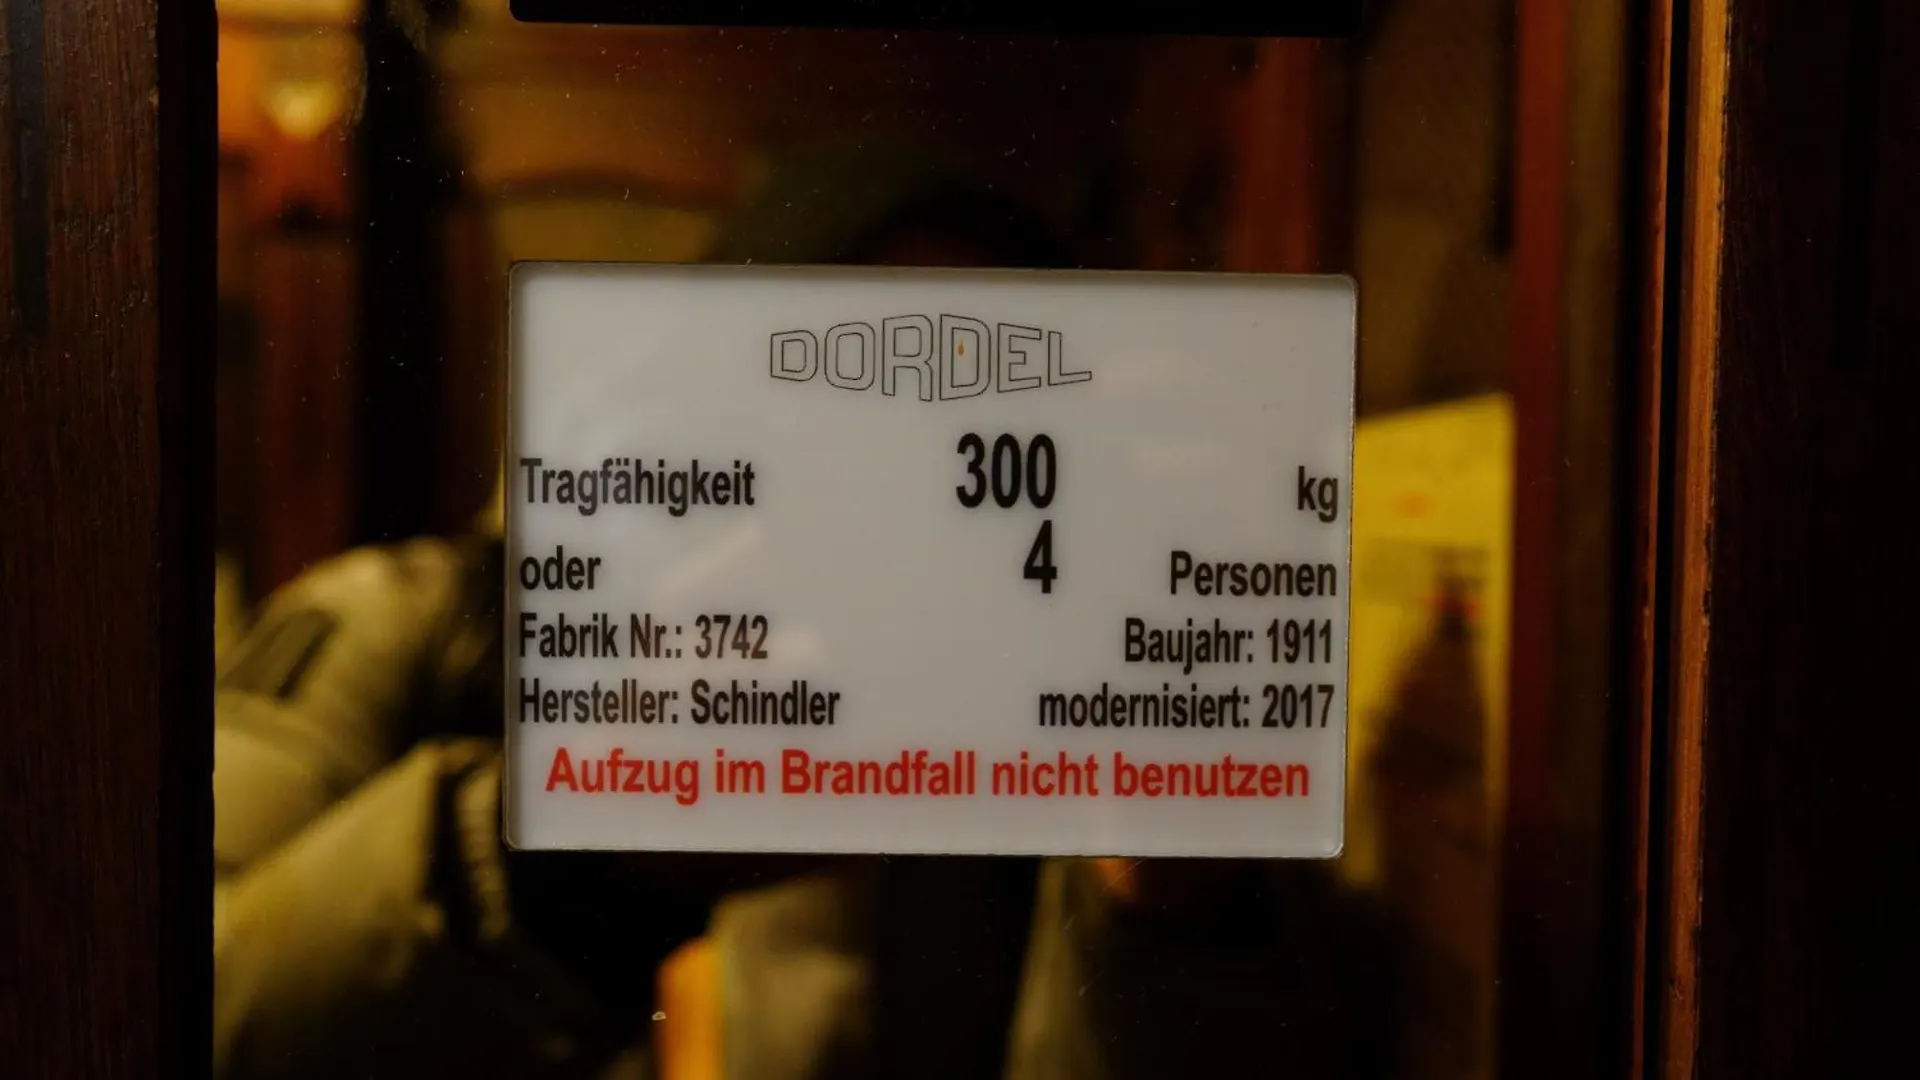 DORDEL
Tragfähigkeit 300 kg
oder 4 Personen
Fabrik Nr.: 3742 Baujahr: 1911
Hersteller: Schindler modernisiert: 2017
Aufzug im Brandfall nicht benutzen